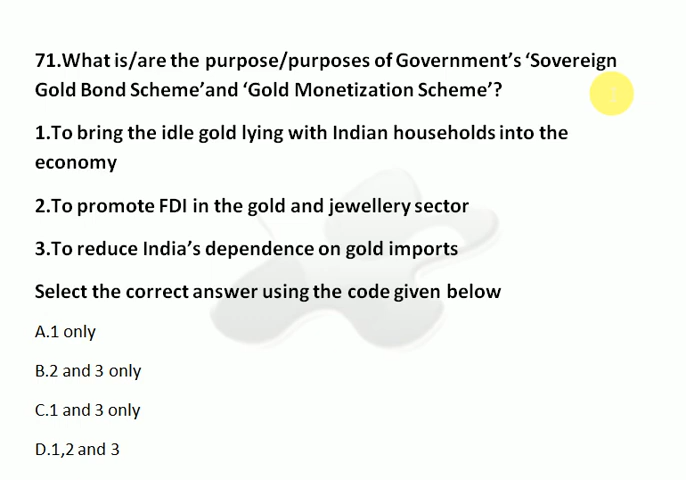 71.What is/are the purpose/purposes of Government's 'Sovereign
Gold Bond Scheme'and 'Gold Monetization Scheme'?
1.To bring the idle gold lying with Indian households into the
economy
2.To promote FDI in the gold and jewellery sector
3.To reduce India's dependence on gold imports
Select the correct answer using the code given below
A.1 only
B.2 and 3 only
C.1 and 3 only
D.1,2 and 3